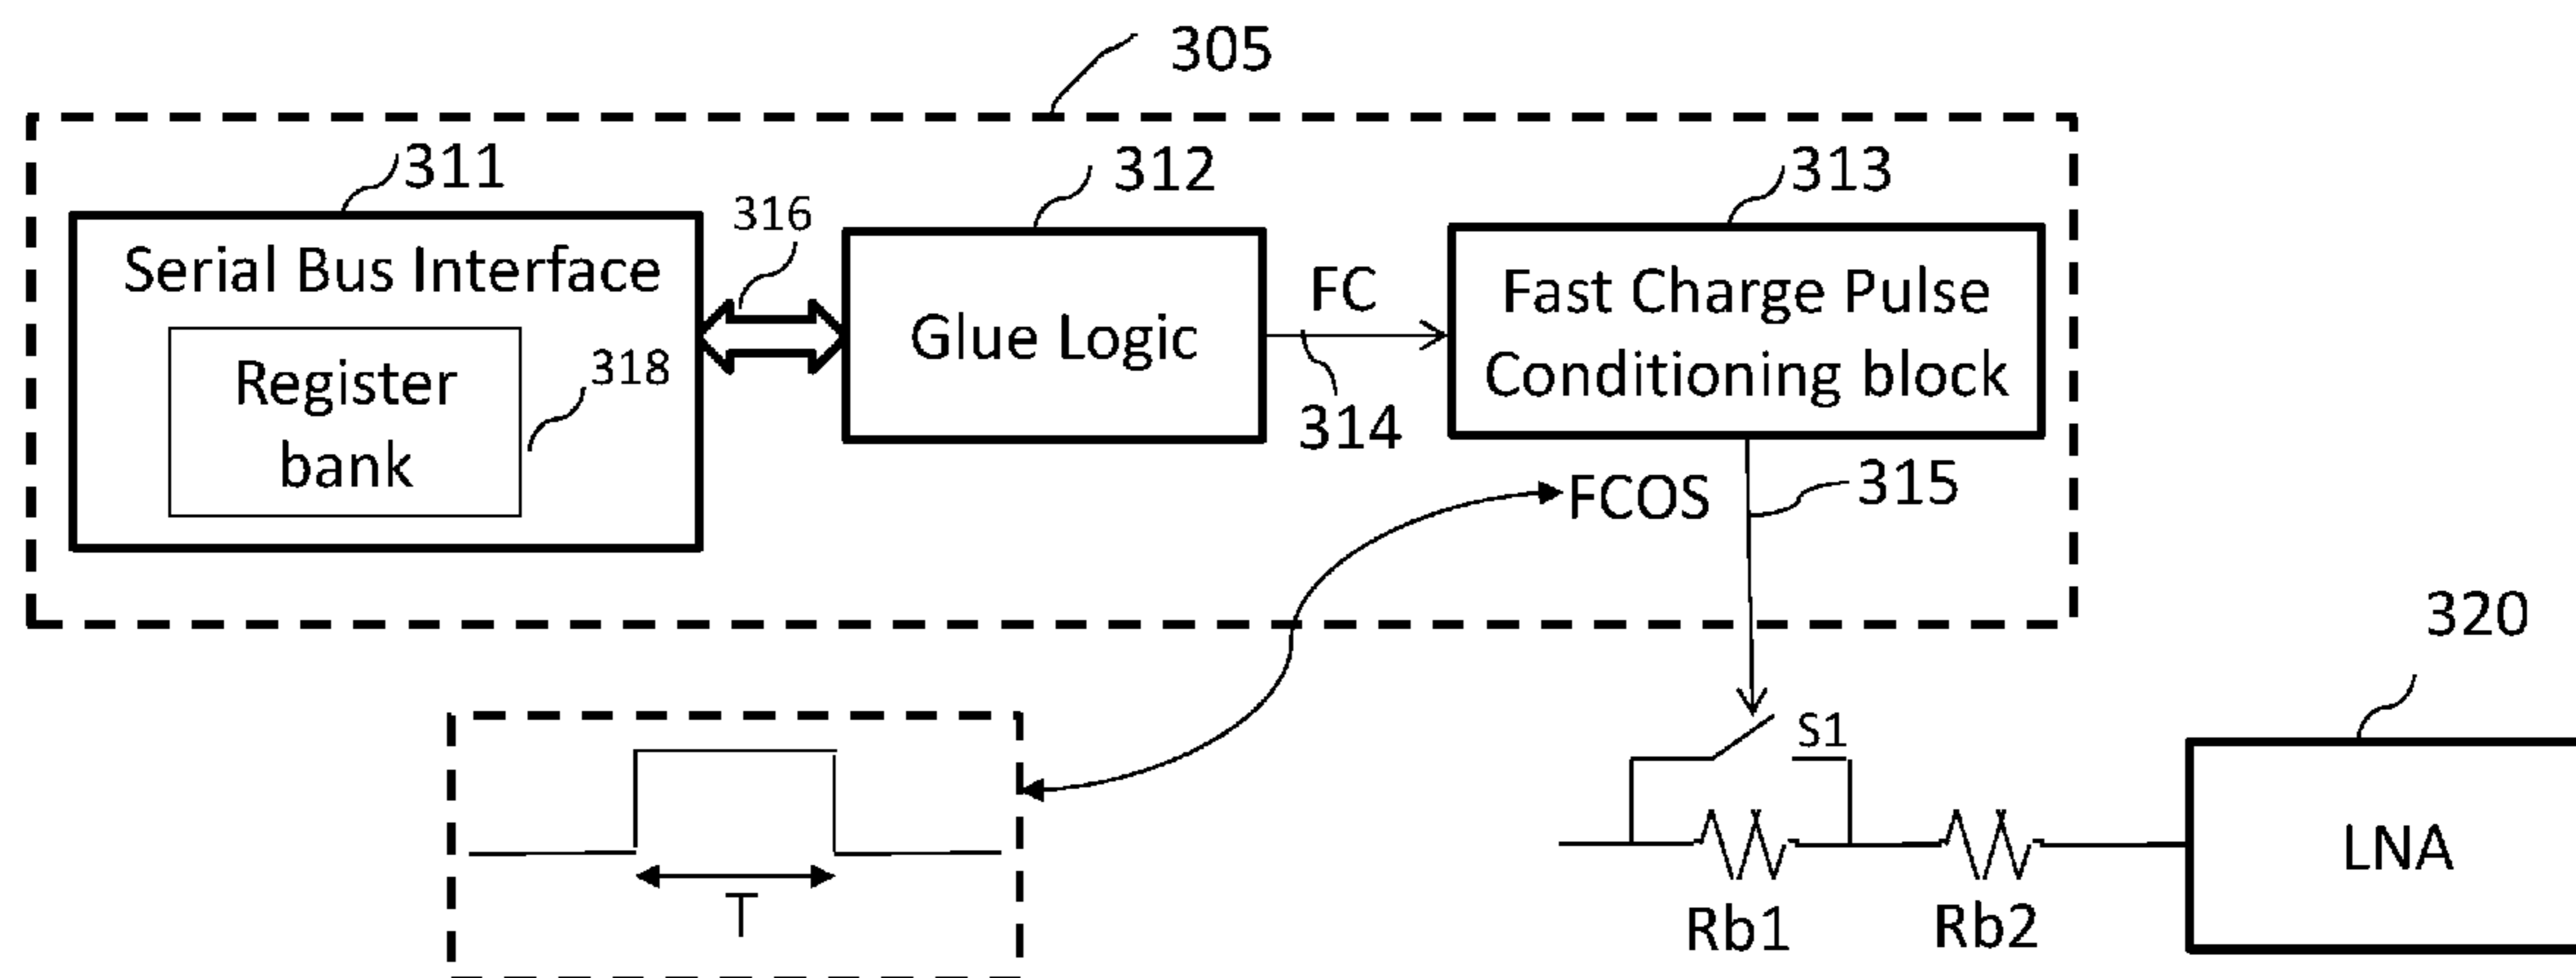 305
311
312
313
316
Serial Bus Interface
Register
bank
318
Glue Logic
FC
314
Fast Charge Pulse
Conditioning block
FCOS
315
320
S1
T
Rb1
Rb2
LNA